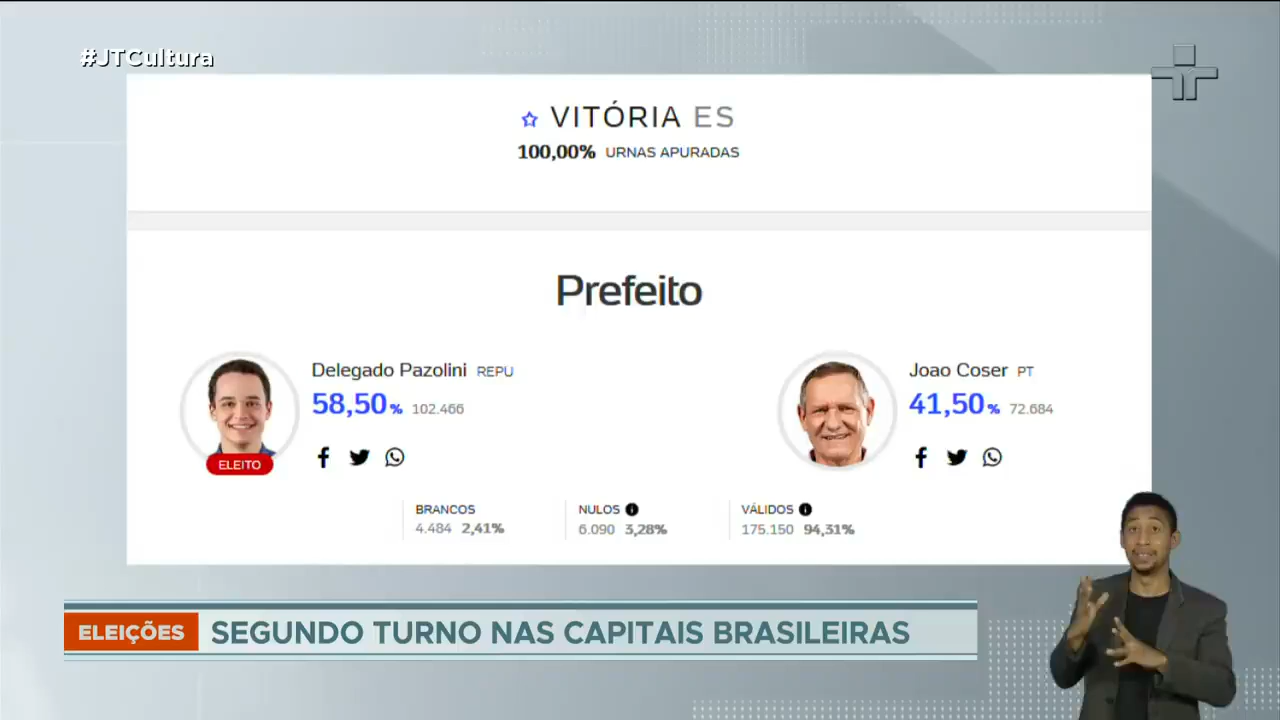 #JTCultura
VITÓRIA ES
100,00% URNAS APURADAS
Prefeito
Delegado Pazolini REPU
58,50% 102.466
ELEITO
Joao Coser PT
41,50% 72.684
BRANCOS
4.484 2,41%
NULOS
6.090 3,28%
VÁLIDOS
175.150 94,31%
ELEIÇÕES SEGUNDO TURNO NAS CAPITAIS BRASILEIRAS